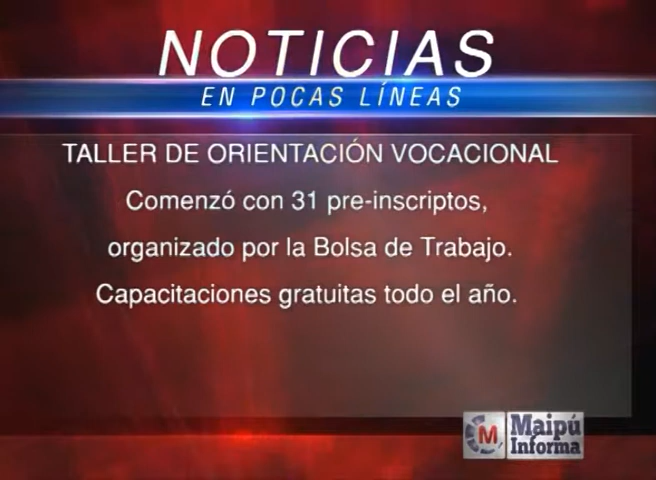 NOTICIAS
EN POCAS LÍNEAS
TALLER DE ORIENTACIÓN VOCACIONAL
Comenzó con 31 pre-inscriptos,
organizado por la Bolsa de Trabajo.
Capacitaciones gratuitas todo el año.
M Maipú
Informa